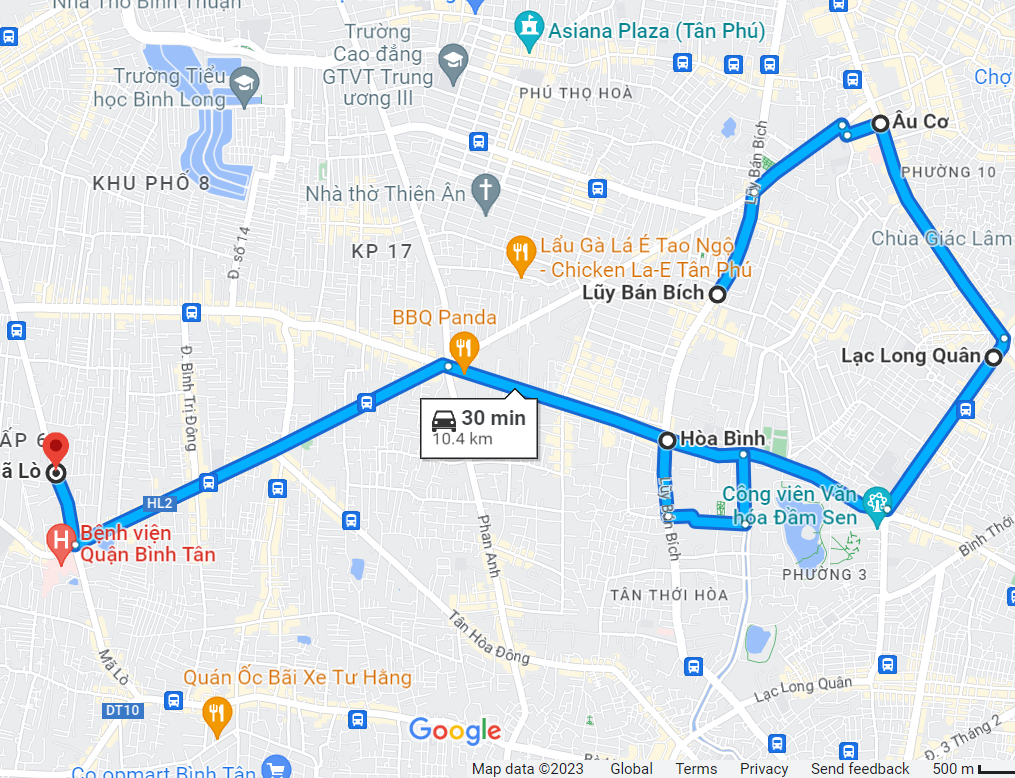 Nhà Thờ Bình Thuận
Asiana Plaza (Tân Phú)
Trường
Cao đẳng
GTVT Trung
ương III
Trường Tiểu
học Bình Long
Chợ
PHÚ THỌ HOÀ
Âu Cơ
Lũy Bán Bích
PHƯỜNG 10
KHU PHỐ 8
Nhà thờ Thiên Ân
Đ. số 14
KP 17
Chùa Giác Lâm
Lẩu Gà Lá É Tao Ngộ
- Chicken La-E Tân Phú
Lũy Bán Bích
BBQ Panda
Lạc Long Quân
Đ. Bình Trị Đông
30 min
10.4 km
ẤP 6
ã Lò
Hòa Bình
HL2
Lũy Bán Bích
Công viên Văn
hóa Đầm Sen
Bệnh viện
Quận Bình Tân
Phan Anh
Bình Thới
PHƯỜNG 3
TÂN THỚI HÒA
Tân Hòa Đông
Mã Lò
Quán Ốc Bãi Xe Tư Hằng
Lạc Long Quân
DT10
Google
Đ. 3 Tháng 2
Co.opmart Bình Tân
Map data ©2023 Global Terms Privacy Send feedback 500 m